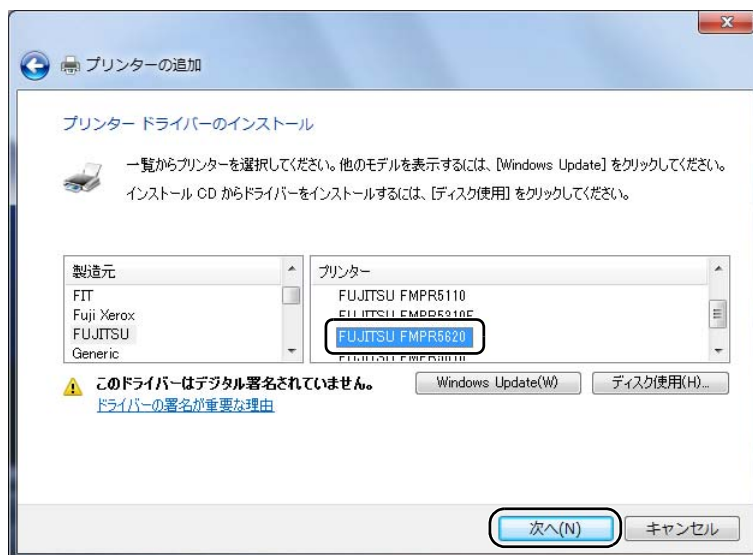 プリンターの追加
プリンター ドライバーのインストール
一覧からプリンターを選択してください。他のモデルを表示するには、[Windows Update] をクリックしてください。
インストール CD からドライバーをインストールするには、[ディスク使用] をクリックしてください。
製造元
FIT
Fuji Xerox
FUJITSU
Generic
プリンター
FUJITSU FMPR5110
FUJITSU
FUJITSU FMPR5620
このドライバーはデジタル署名されていません。
ドライバーの署名が重要な理由
Windows Update(W)
ディスク使用(H)...
次へ(N)
キャンセル